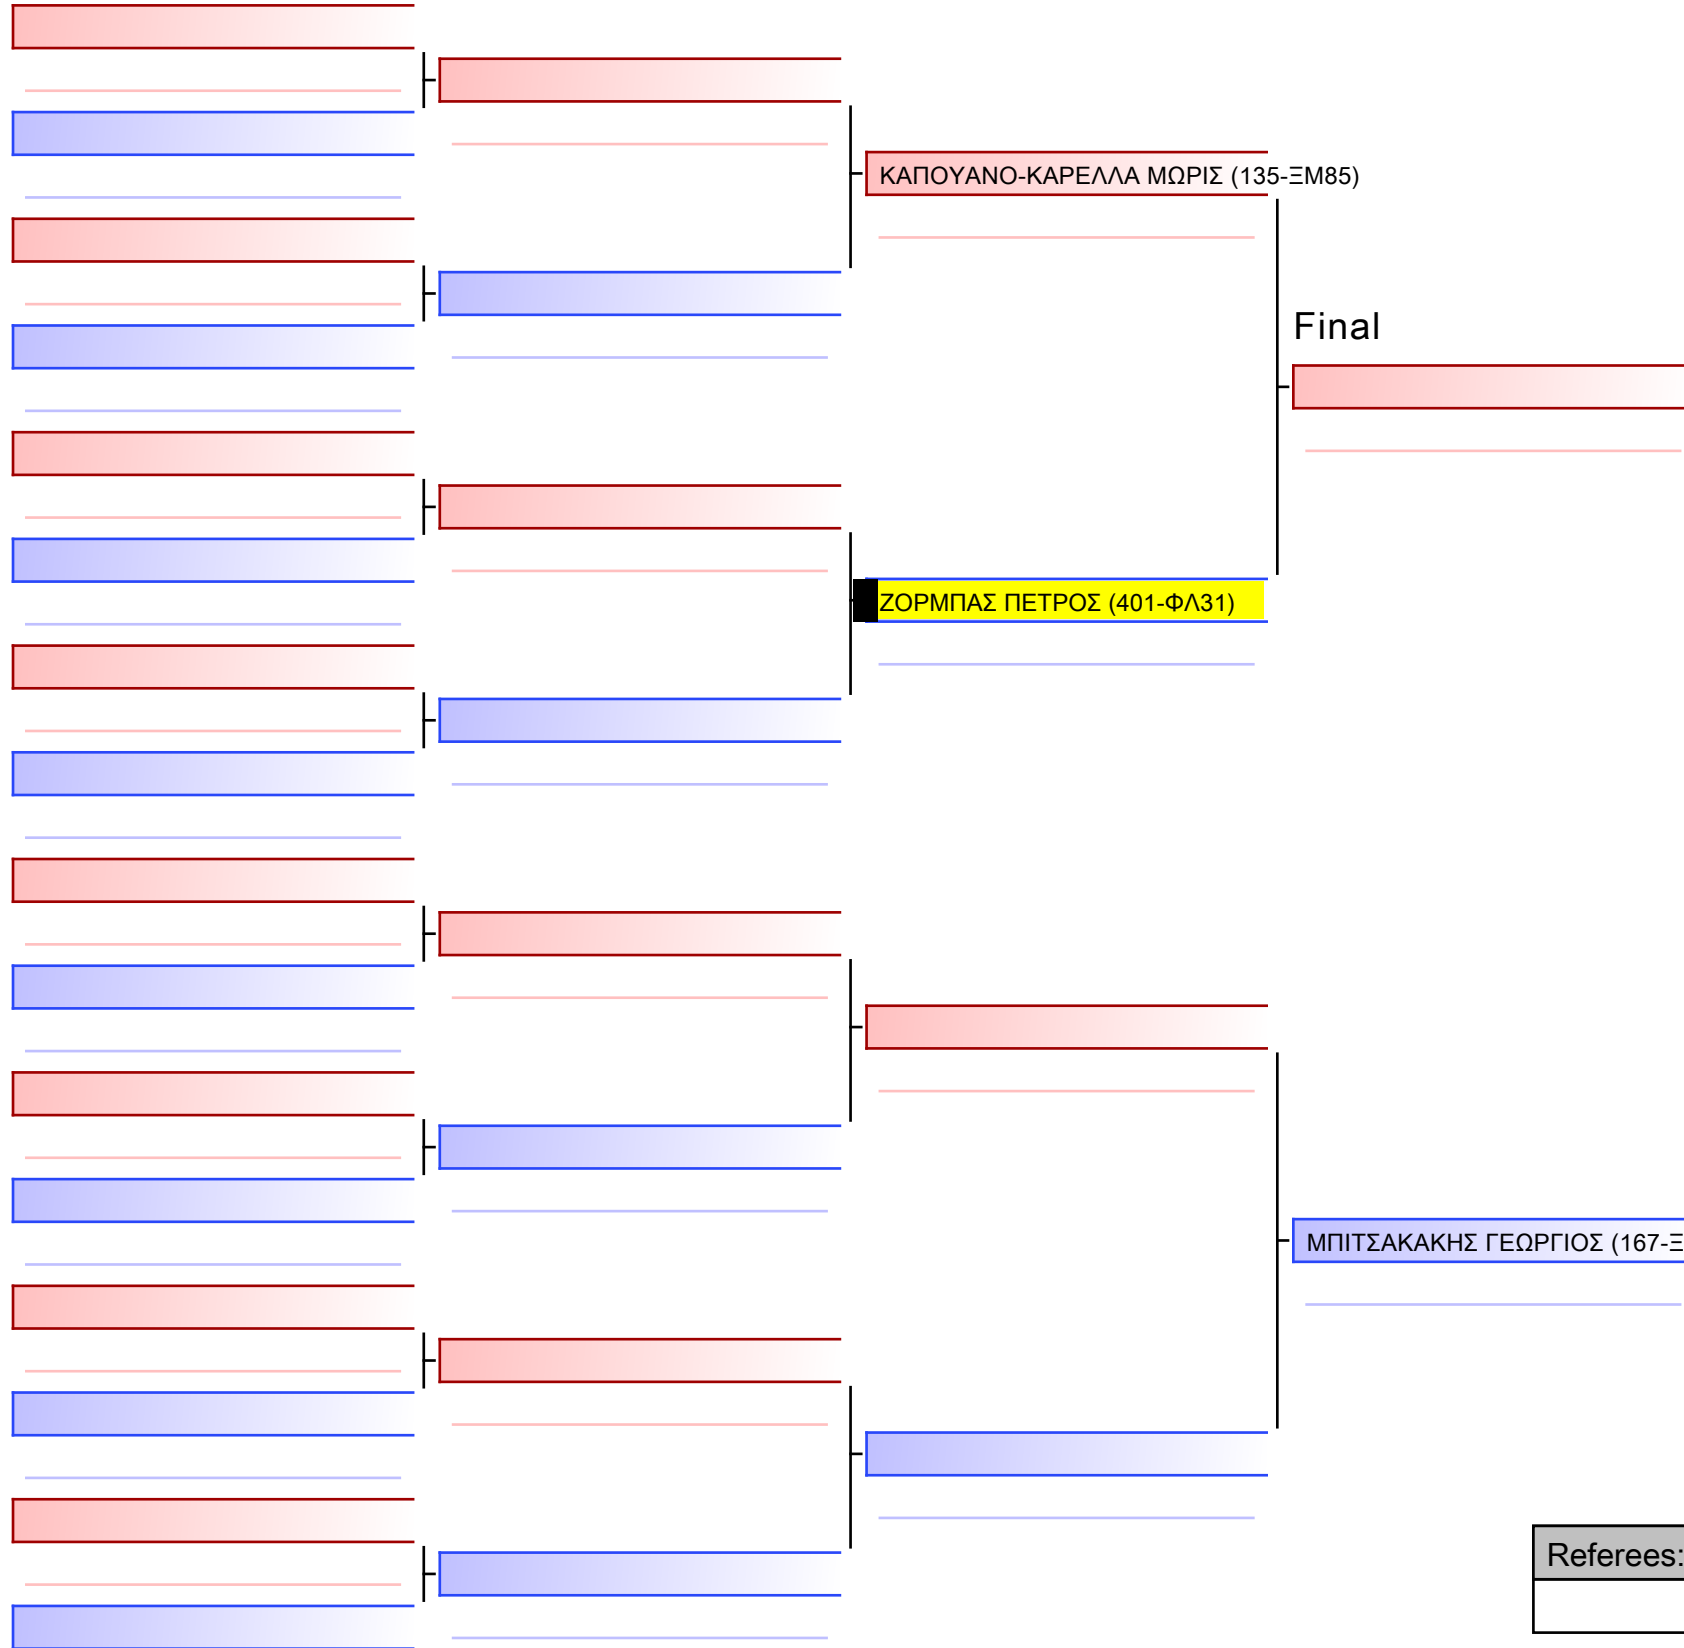 ΚΑΠΟΥΑΝΟ-ΚΑΡΕΛΛΑ ΜΩΡΙΣ (135-ΞΜ85)
Final
ΖΟΡΜΠΑΣ ΠΕΤΡΟΣ (401-ΦΛ31)
ΜΠΙΤΣΑΚΑΚΗΣ ΓΕΩΡΓΙΟΣ (167-Ξ
Referees: